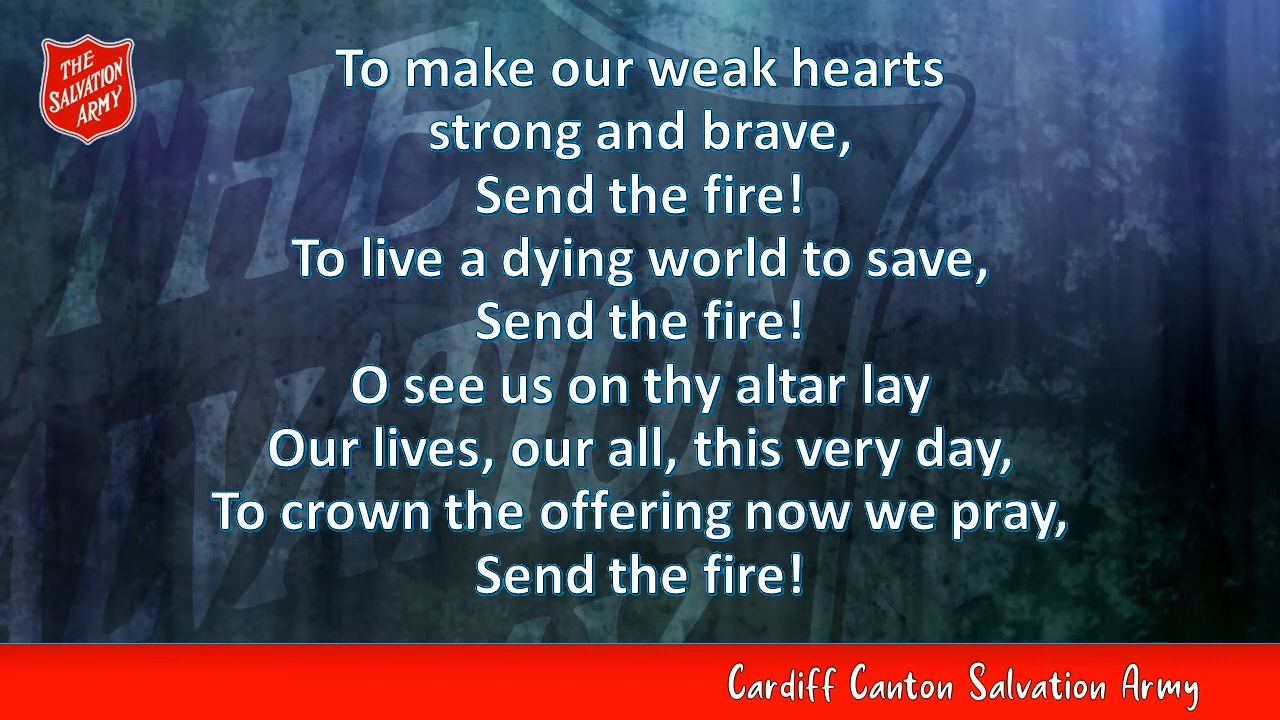 THE
SALVATION
ARMY
To make our weak hearts
strong and brave,
Send the fire!
To live a dying world to save,
Send the fire!
O see us on thy altar lay
Our lives, our all, this very day,
To crown the offering now we pray,
Send the fire!
THE
SALVATION
Cardiff Canton Salvation Army